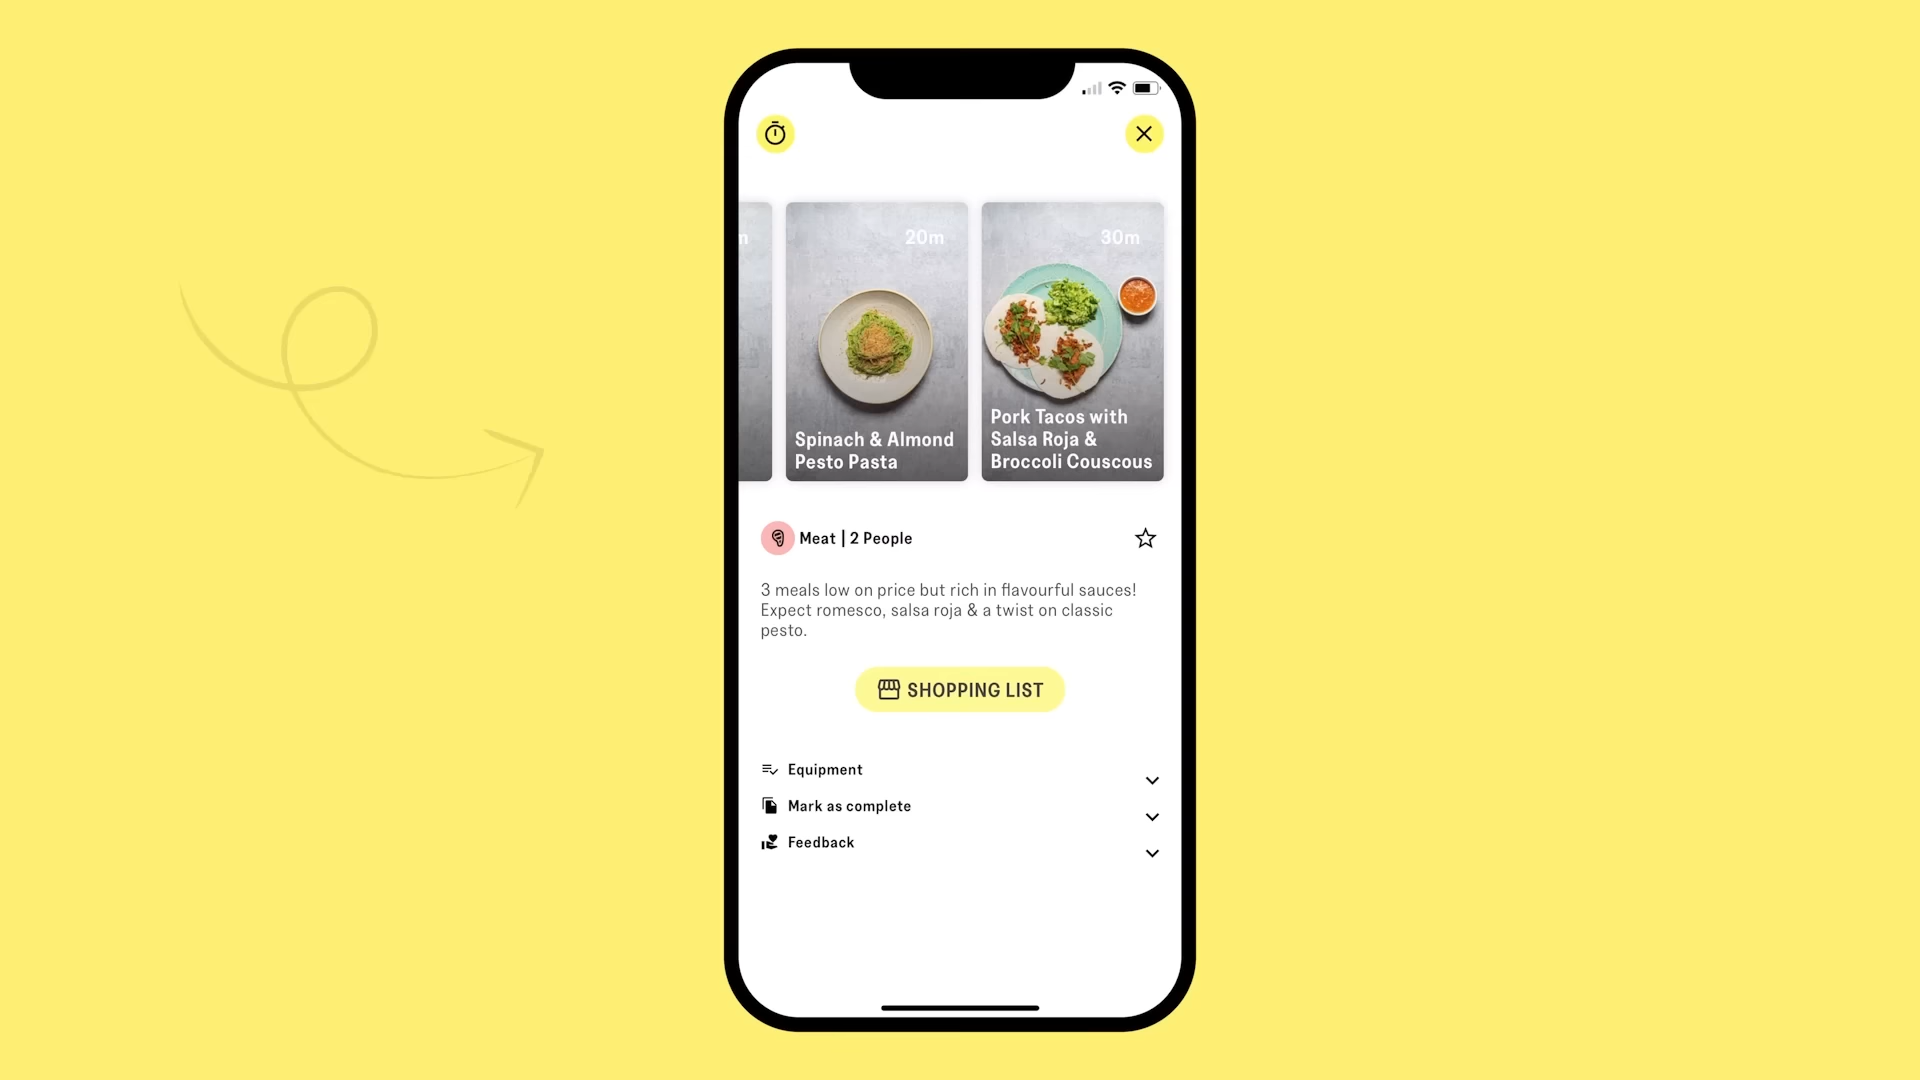 m
20m
30m
Spinach & Almond
Pesto Pasta
Pork Tacos with
Salsa Roja &
Broccoli Couscous
Meat | 2 People
3 meals low on price but rich in flavourful sauces!
Expect romesco, salsa roja & a twist on classic
pesto.
SHOPPING LIST
Equipment
Mark as complete
Feedback